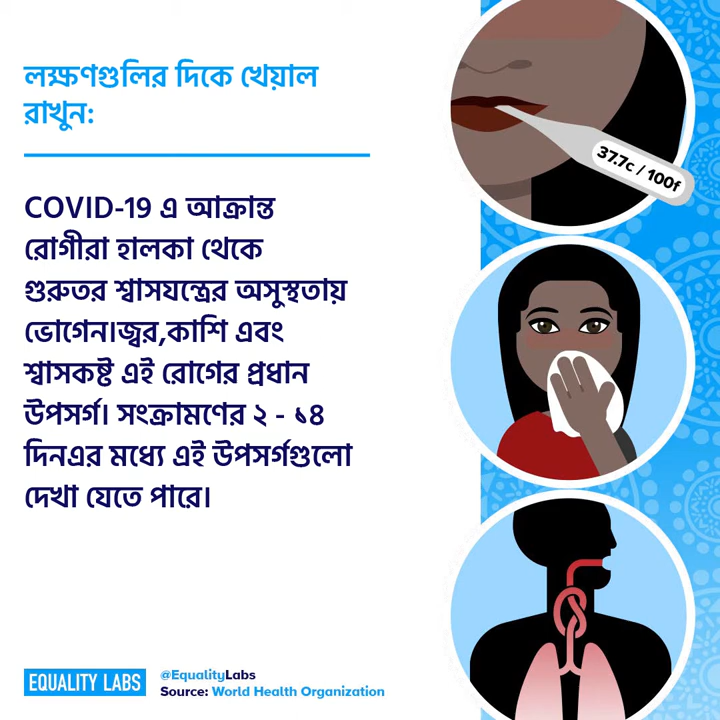 লক্ষণগুলির দিকে খেয়াল
রাখুন:
COVID-19 এ আক্রান্ত
রোগীরা হালকা থেকে
গুরুতর শ্বাসযন্ত্রের অসুস্থতায়
ভোগেন।জ্বর,কাশি এবং
শ্বাসকষ্ট এই রোগের প্রধান
উপসর্গ। সংক্রামণের ২ - ১৪
দিনএর মধ্যে এই উপসর্গগুলো
দেখা যেতে পারে।
37.7c / 100f
EQUALITY LABS
@EqualityLabs
Source: World Health Organization